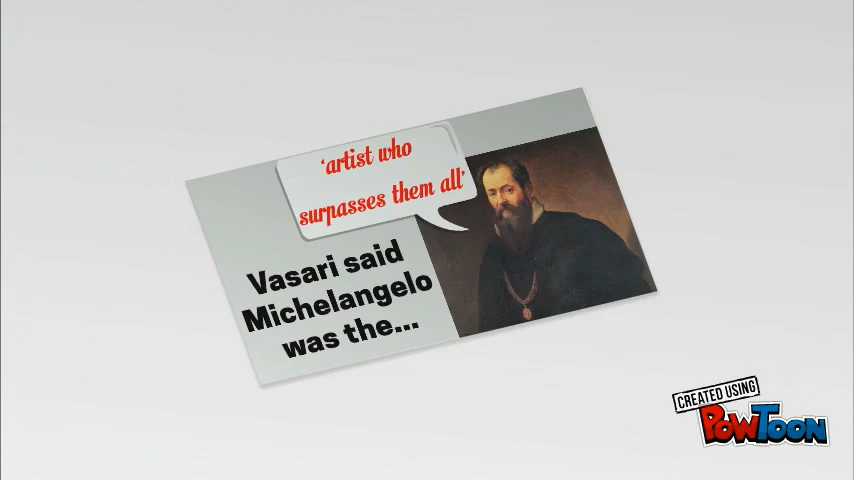 'artist who
surpasses them all'
Vasari said
Michelangelo
was the...
CREATED USING
POWTOON